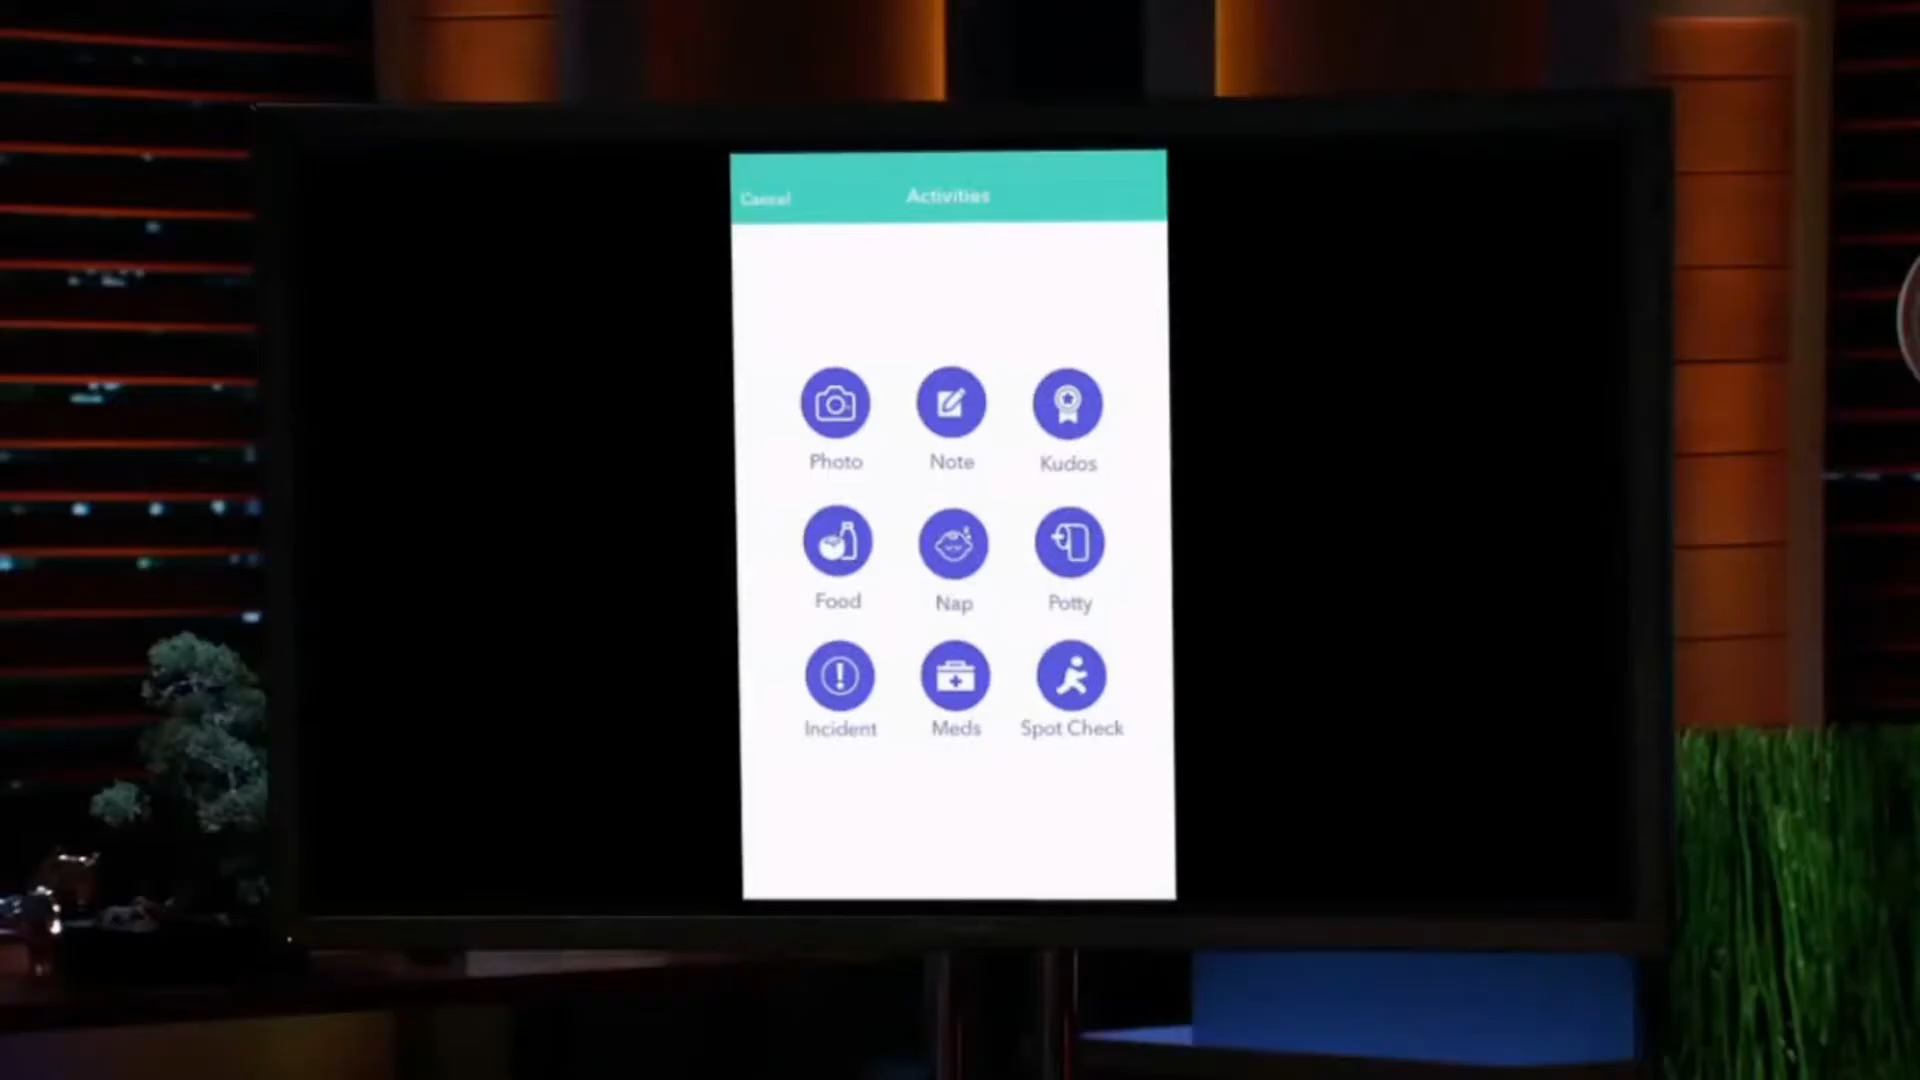 Cancel
Activities
Photo
Note
Kudos
Food
Nap
Potty
Incident
Meds
Spot Check